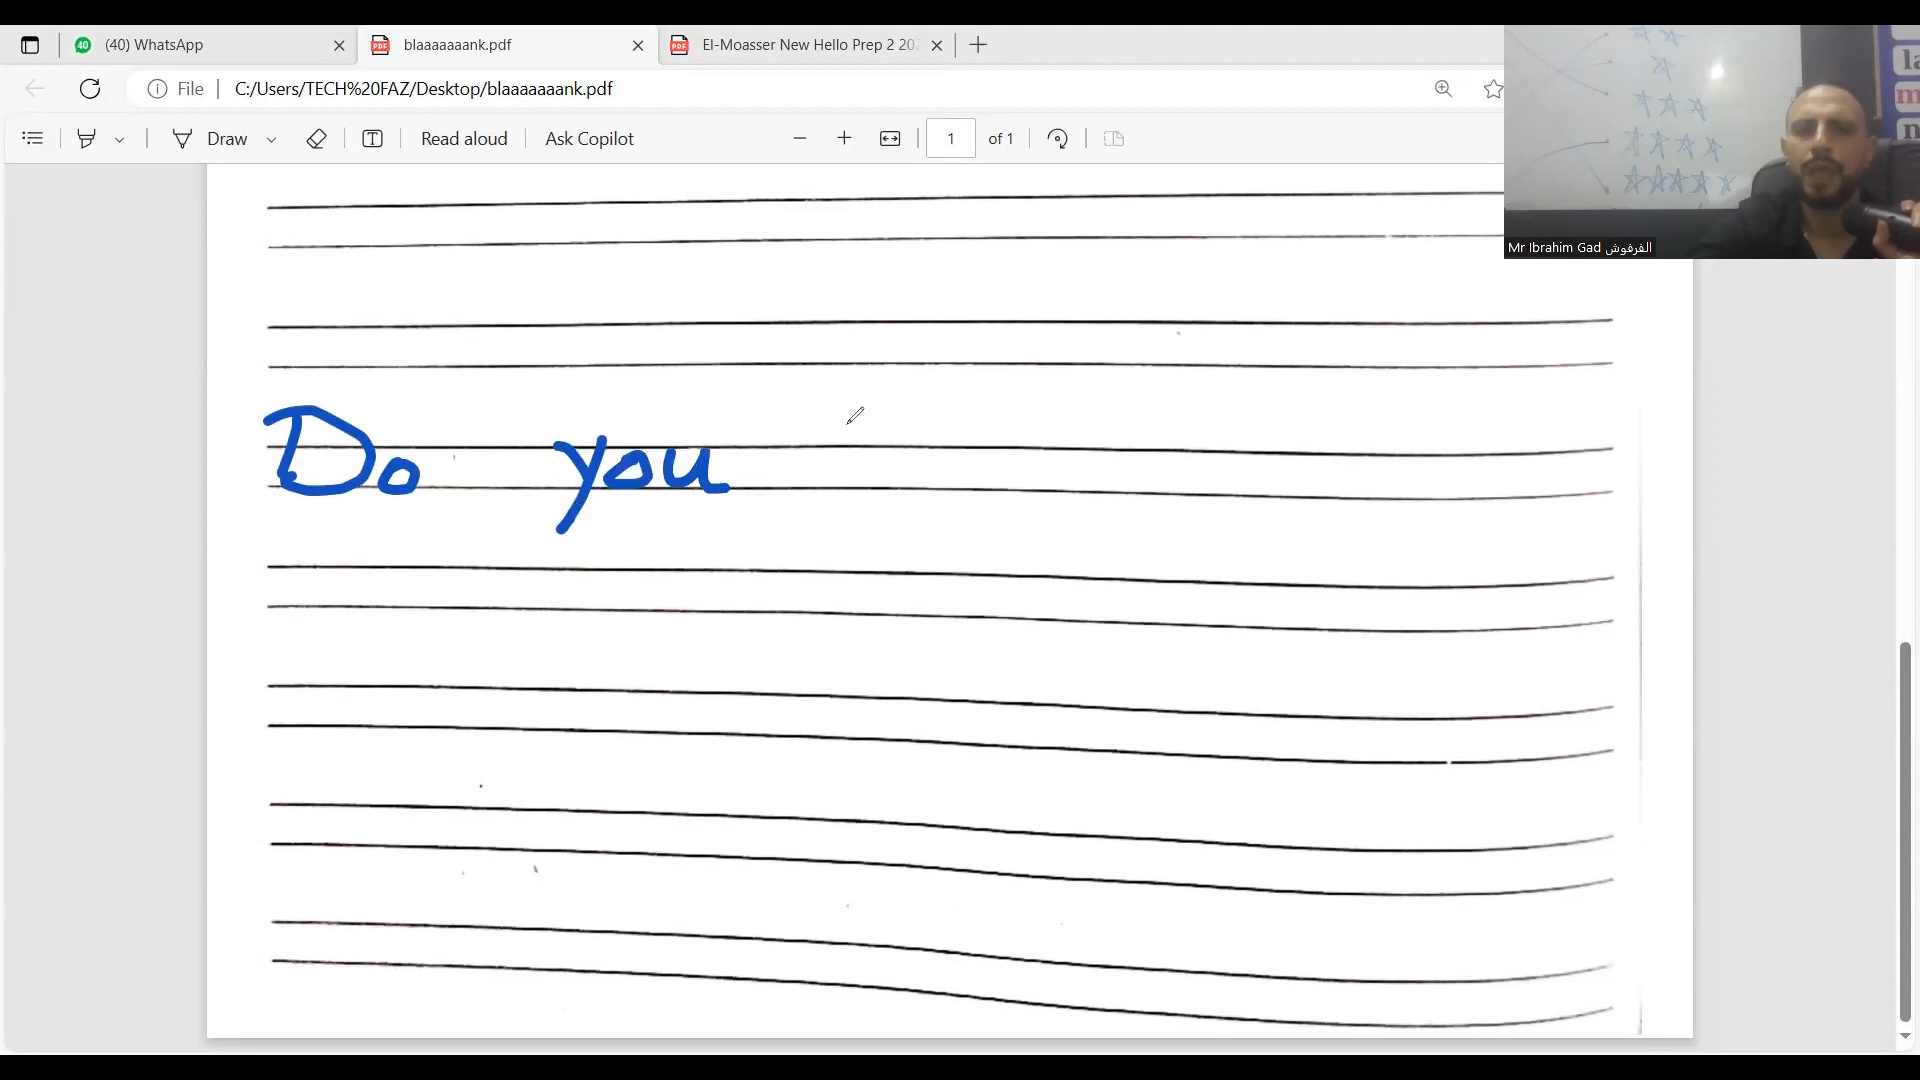 (40) WhatsApp
blaaaaaaank.pdf
El-Moasser New Hello Prep 2 202
File
C:/Users/TECH%20FAZ/Desktop/blaaaaaaank.pdf
Draw
Read aloud
Ask Copilot
1
of 1
Mr Ibrahim Gad الفرفوش
Do you